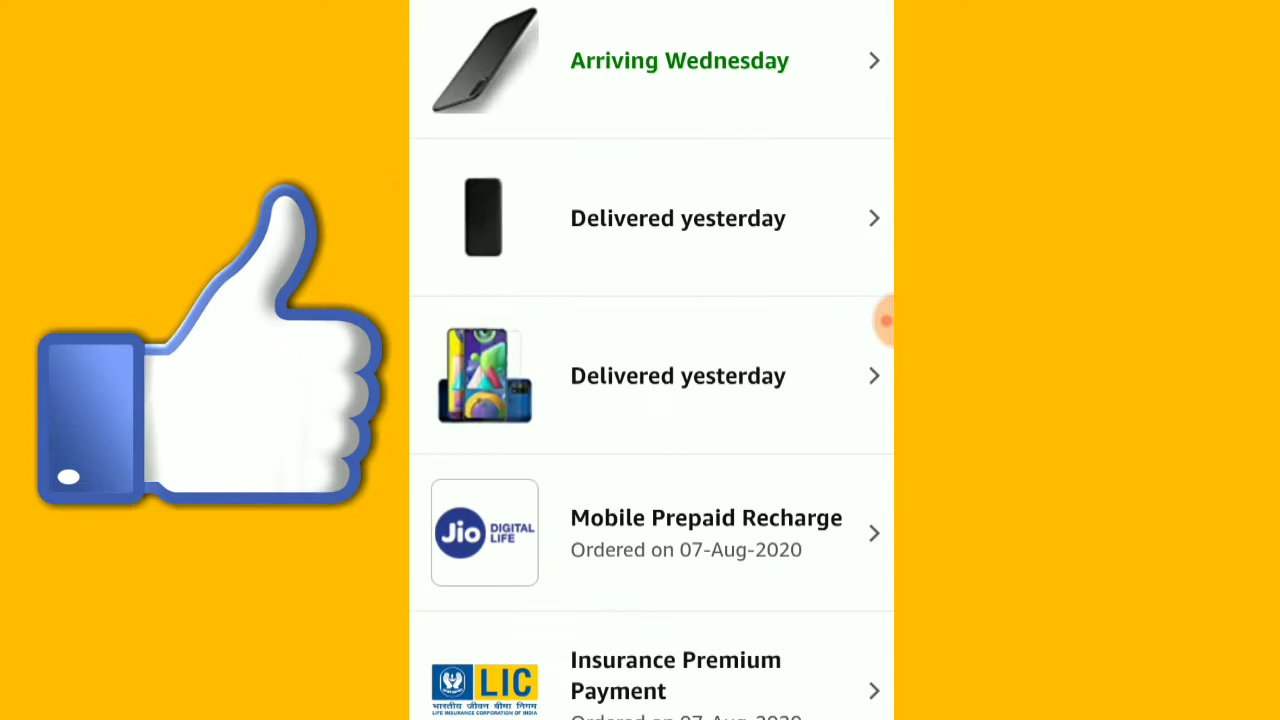 Arriving Wednesday
Delivered yesterday
Delivered yesterday
Mobile Prepaid Recharge
Ordered on 07-Aug-2020
Jio DIGITAL
LIFE
Insurance Premium
Payment
Ordered on 07-Aug-2020
LIC
भारतीय जीवन बीमा निगम
LIFE INSURANCE CORPORATION OF INDIA